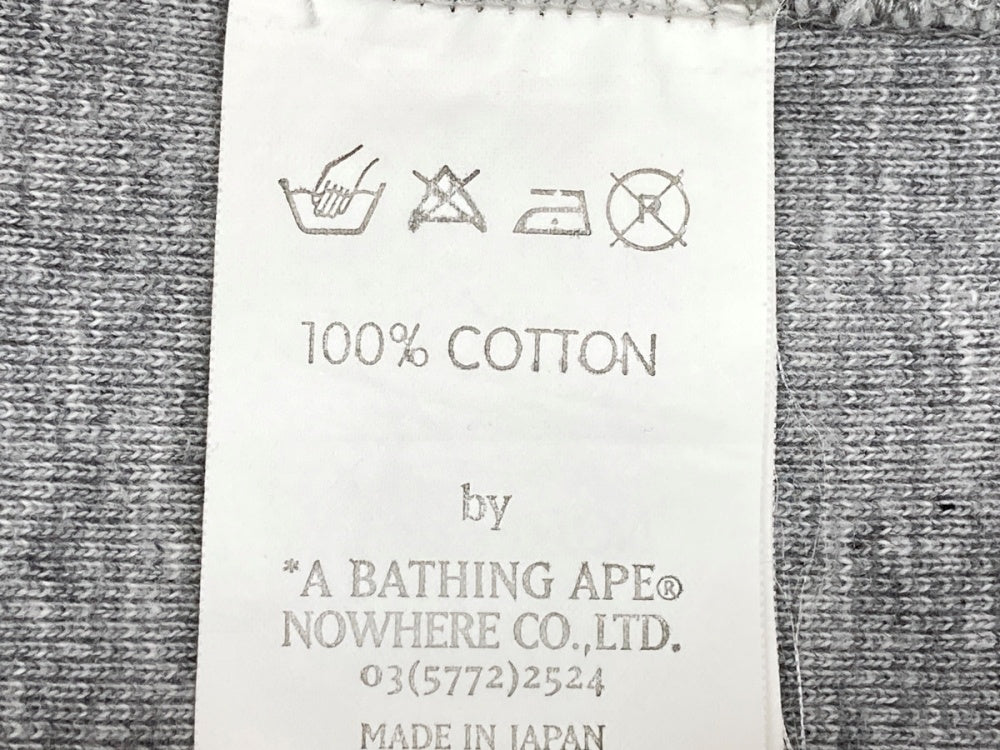 R
100% COTTON
by
*A BATHING APE®
NOWHERE CO.,LTD.
03(5772)2524
MADE IN JAPAN